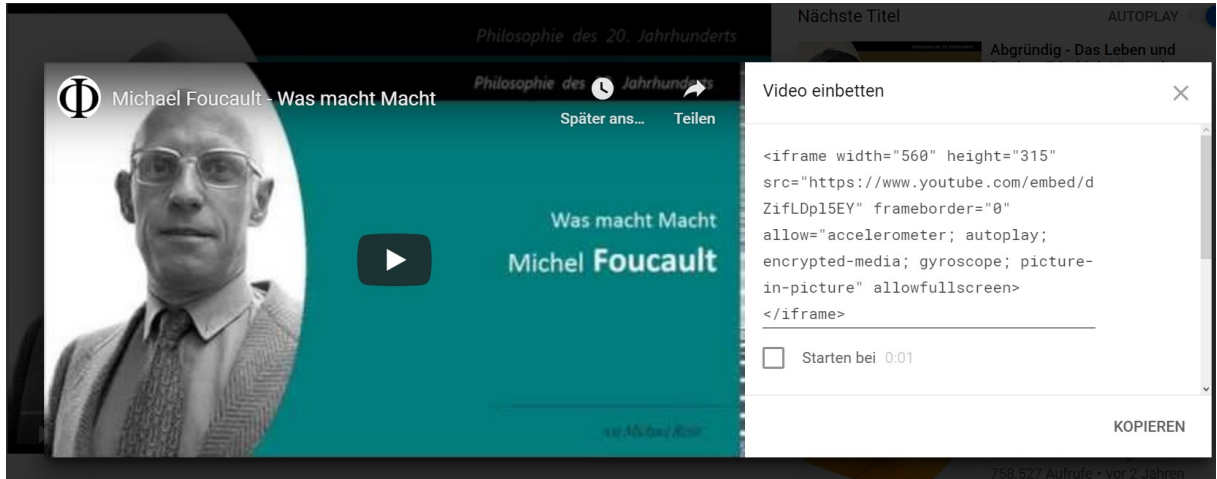 Philosophie des 20. Jahrhunderts
Nächste Titel
AUTOPLAY
Abgründig - Das Leben und
Michael Foucault - Was macht Macht
Philosophie des Jahrhunderts
Später ans...
Teilen
Was macht Macht
Michel Foucault
Video einbetten
<iframe width="560" height="315"
src="https://www.youtube.com/embed/d
ZifLDpl5EY" frameborder="0"
allow="accelerometer; autoplay;
encrypted-media; gyroscope; picture-
in-picture" allowfullscreen>
</iframe>
Starten bei 0:01
KOPIEREN
758.527 Aufrufe • vor 2 Jahren